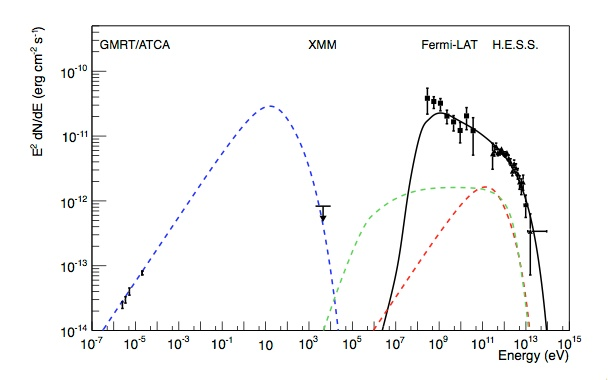 GMRT/ATCA XMM Fermi-LAT H.E.S.S.
E² dN/dE (erg cm⁻² s⁻¹)
10⁻¹⁰
10⁻¹¹
10⁻¹²
10⁻¹³
10⁻¹⁴
10⁻⁷ 10⁻⁵ 10⁻³ 10⁻¹ 10 10³ 10⁵ 10⁷ 10⁹ 10¹¹ 10¹³ 10¹⁵
Energy (eV)